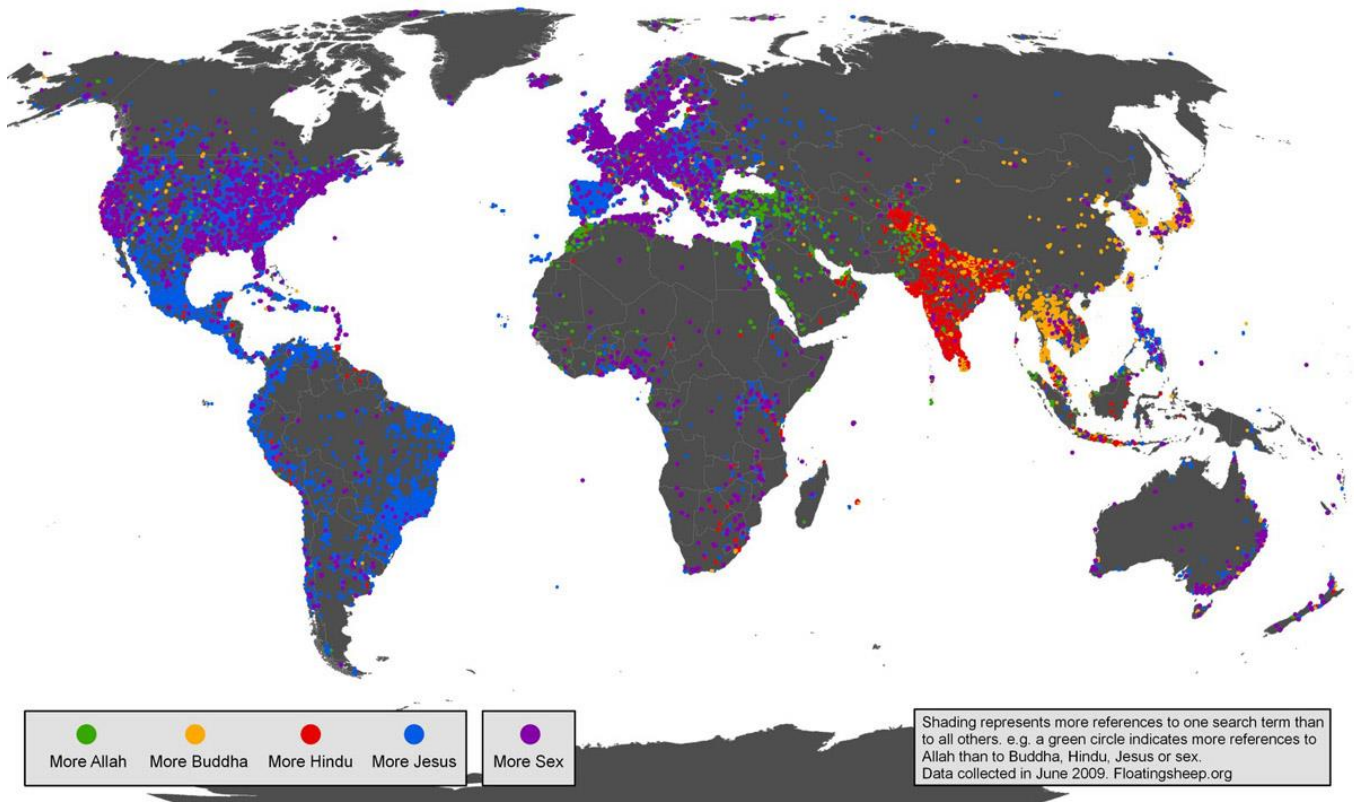 More Allah
More Buddha
More Hindu
More Jesus
More Sex
Shading represents more references to one search term than
to all others. e.g. a green circle indicates more references to
Allah than to Buddha, Hindu, Jesus or sex.
Data collected in June 2009. Floatingsheep.org